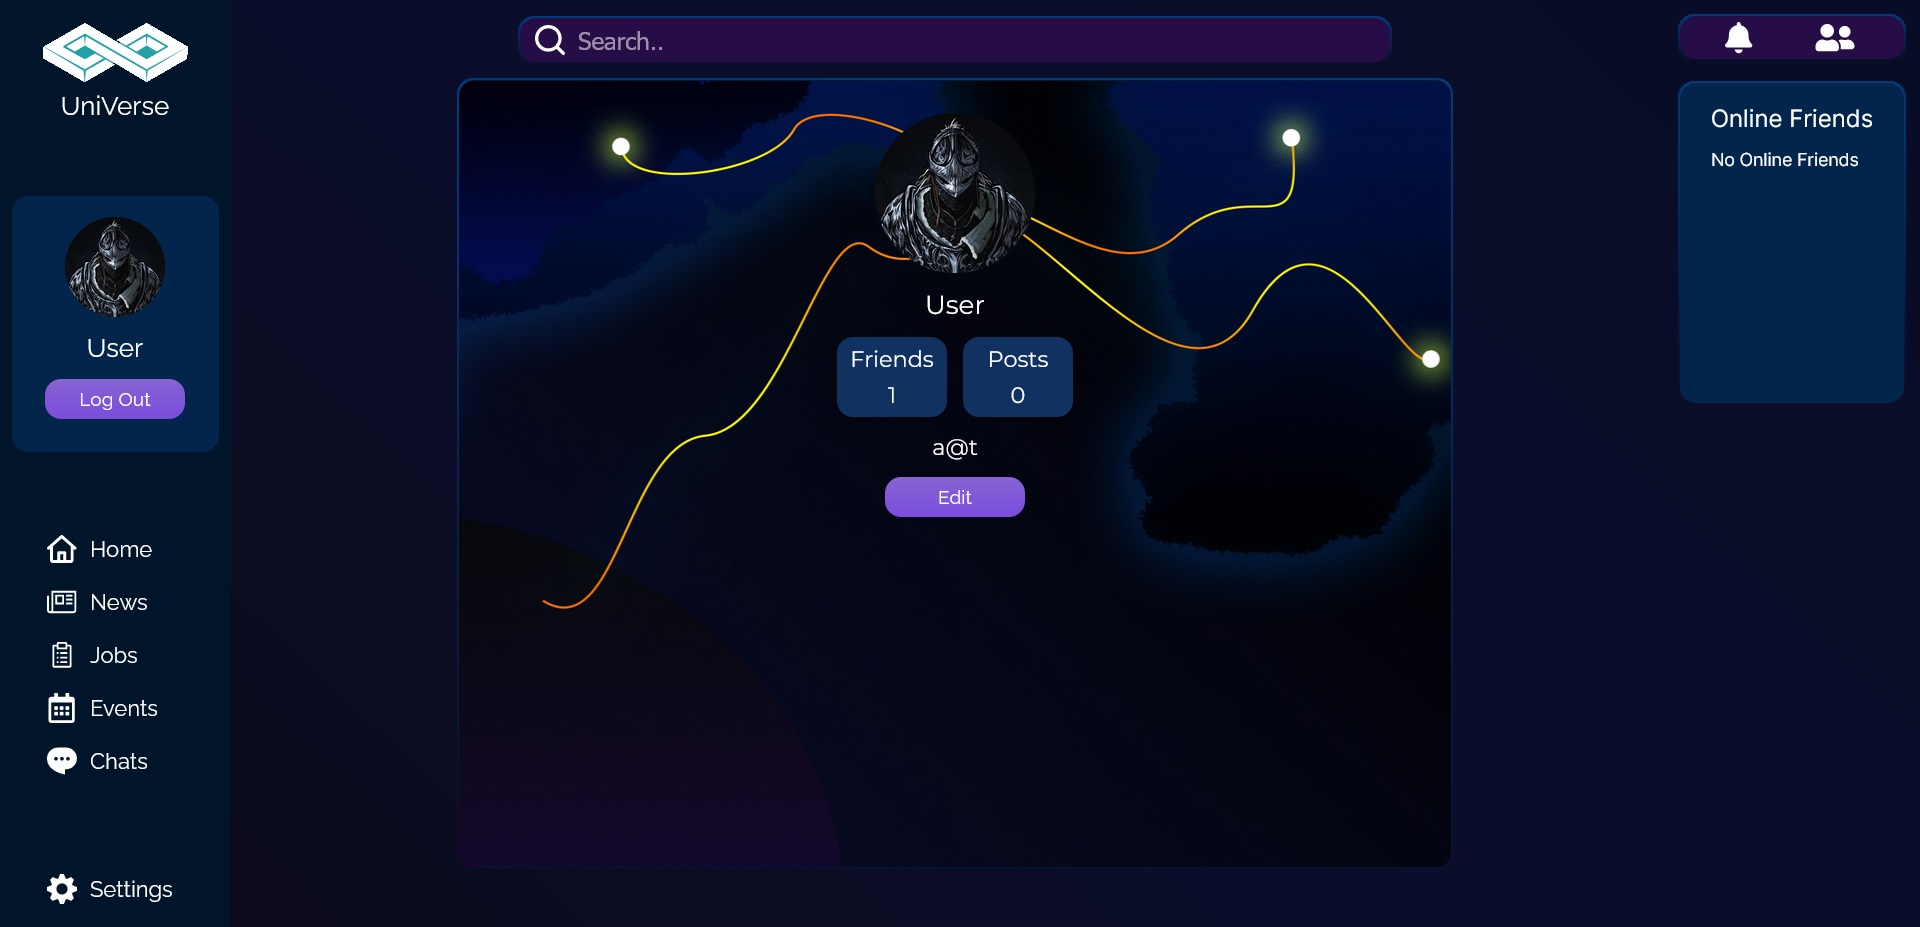 UniVerse
User
Log Out
Home
News
Jobs
Events
Chats
Settings
Search..
User
Friends
1
Posts
0
a@t
Edit
Online Friends
No Online Friends